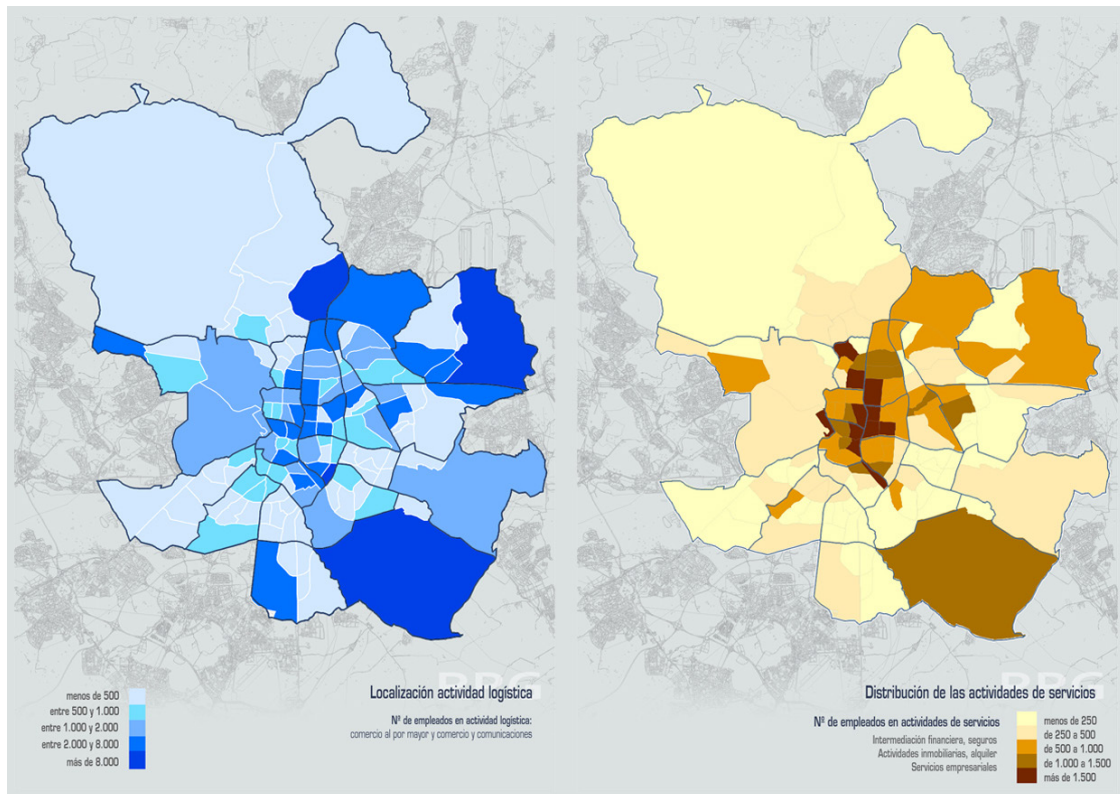 menos de 500
entre 500 y 1.000
entre 1.000 y 2.000
entre 2.000 y 8.000
más de 8.000
Localización actividad logística
Nº de empleados en actividad logística:
comercio al por mayor y comercio y comunicaciones
Distribución de las actividades de servicios
Nº de empleados en actividades de servicios
Intermediación financiera, seguros
Actividades inmobiliarias, alquiler
Servicios empresariales
menos de 250
de 250 a 500
de 500 a 1.000
de 1.000 a 1.500
más de 1.500